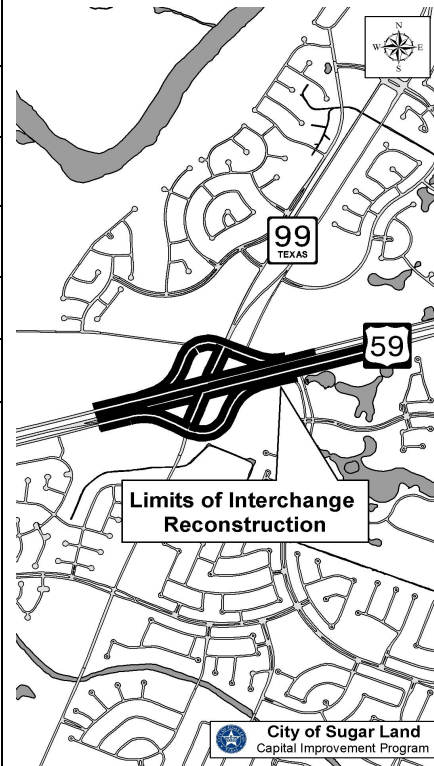 N
W E
S
99
TEXAS
59
Limits of Interchange
Reconstruction
City of Sugar Land
Capital Improvement Program